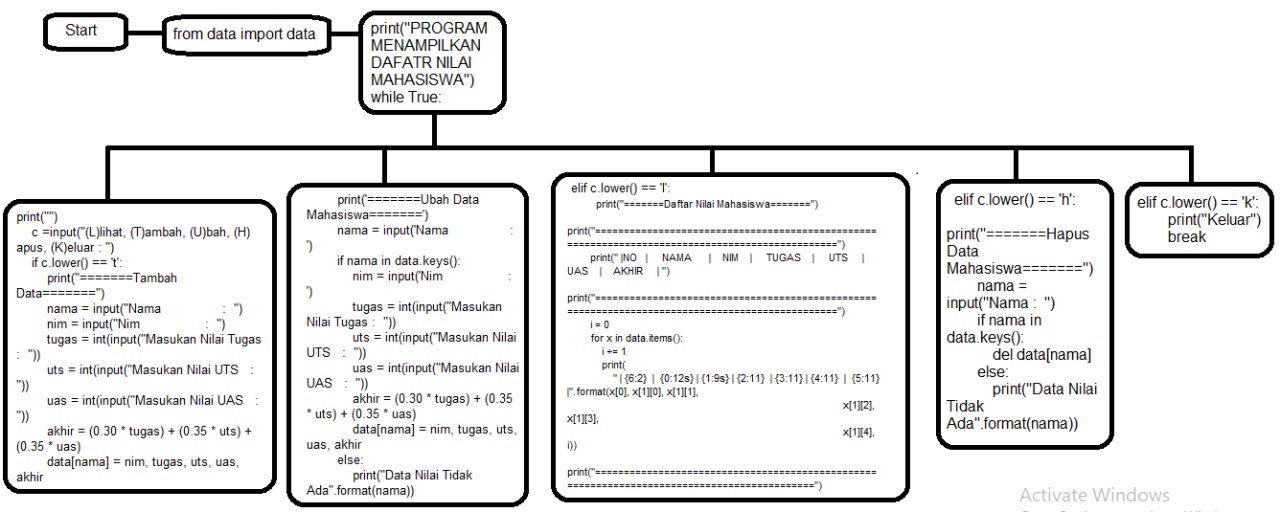 Start
from data import data
print("PROGRAM
MENAMPILKAN
DAFATR NILAI
MAHASISWA")
while True:
print("")
c =input("(L)lihat, (T)ambah, (U)bah, (H)
apus, (K)eluar : ")
if c.lower() == 't':
print("=======Tambah
Data=======")
nama = input("Nama : ")
nim = input("Nim : ")
tugas = int(input("Masukan Nilai Tugas
: "))
uts = int(input("Masukan Nilai UTS :
"))
uas = int(input("Masukan Nilai UAS :
"))
akhir = (0.30 * tugas) + (0.35 * uts) +
(0.35 * uas)
data[nama] = nim, tugas, uts, uas,
akhir
print('=======Ubah Data
Mahasiswa=======')
nama = input('Nama :
')
if nama in data.keys():
nim = input('Nim :
')
tugas = int(input("Masukan
Nilai Tugas : "))
uts = int(input("Masukan Nilai
UTS : "))
uas = int(input("Masukan Nilai
UAS : "))
akhir = (0.30 * tugas) + (0.35
* uts) + (0.35 * uas)
data[nama] = nim, tugas, uts,
uas, akhir
else:
print("Data Nilai Tidak
Ada".format(nama))
elif c.lower() == 'l':
print("=======Daftar Nilai Mahasiswa=======")
print("==================================================
================================================")
print(" |NO | NAMA | NIM | TUGAS | UTS |
UAS | AKHIR |")
print("==================================================
================================================")
i = 0
for x in data.items():
i += 1
print(
" | {6:2} | {0:12s} | {1:9s} | {2:11} | {3:11} | {4:11} | {5:11}
|".format(x[0], x[1][0], x[1][1],
x[1][2],
x[1][3],
x[1][4],
i))
print("==================================================
============================================")
elif c.lower() == 'h':
print("=======Hapus
Data
Mahasiswa=======")
nama =
input("Nama : ")
if nama in
data.keys():
del data[nama]
else:
print("Data Nilai
Tidak
Ada".format(nama))
elif c.lower() == 'k':
print("Keluar")
break
Activate Windows